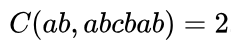 C(ab, abcbab) = 2